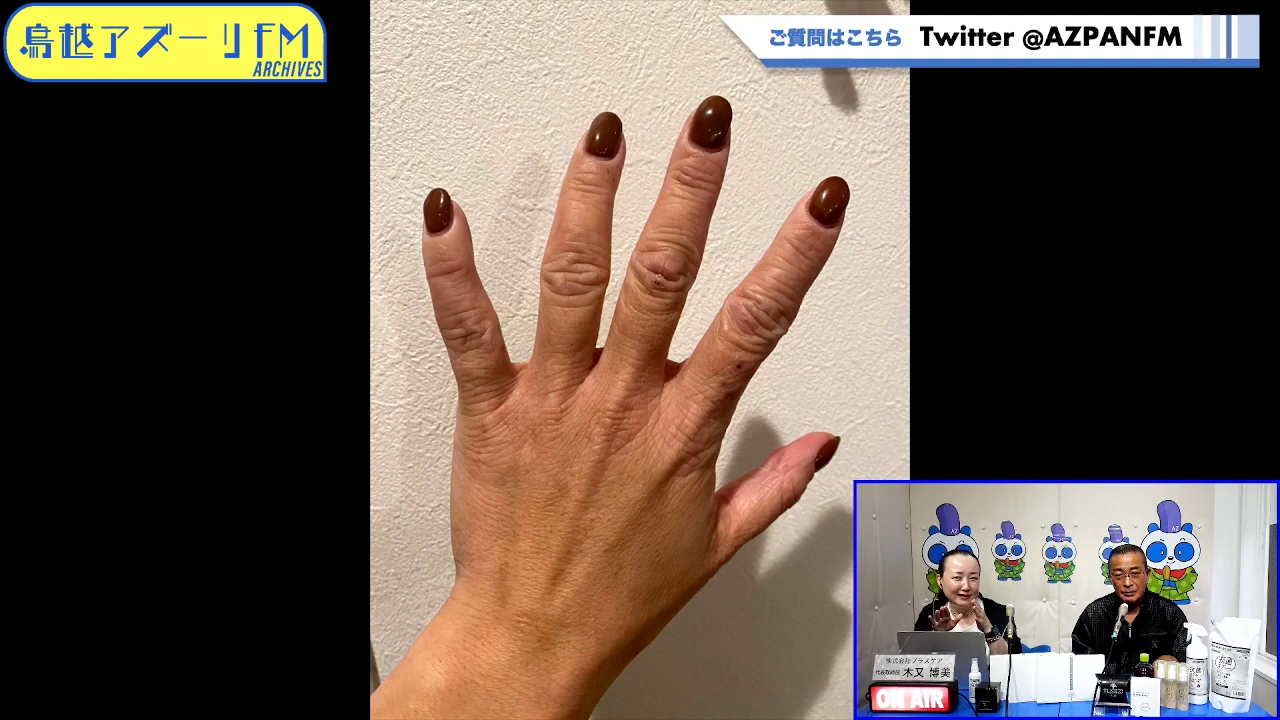 鳥越アズーリFM
ARCHIVES
ご質問はこちら Twitter @AZPANFM
株式会社プラスケア
代表取締役 木又 博美
ON AIR